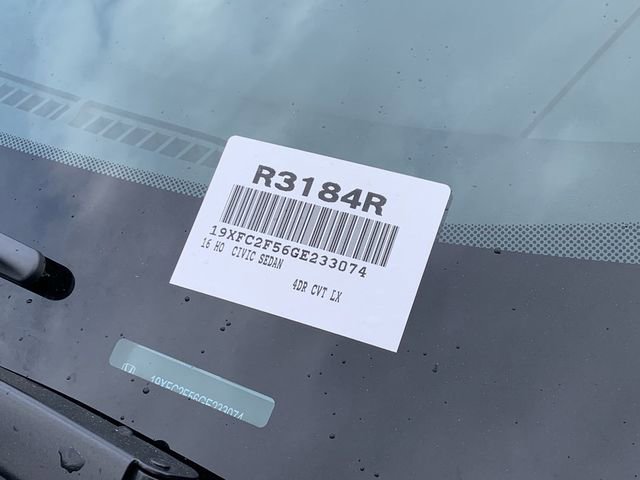 R3184R
19XFC2F56GE233074
16 HO CIVIC SEDAN
4DR CVT LX
19XFC2F56GE233074